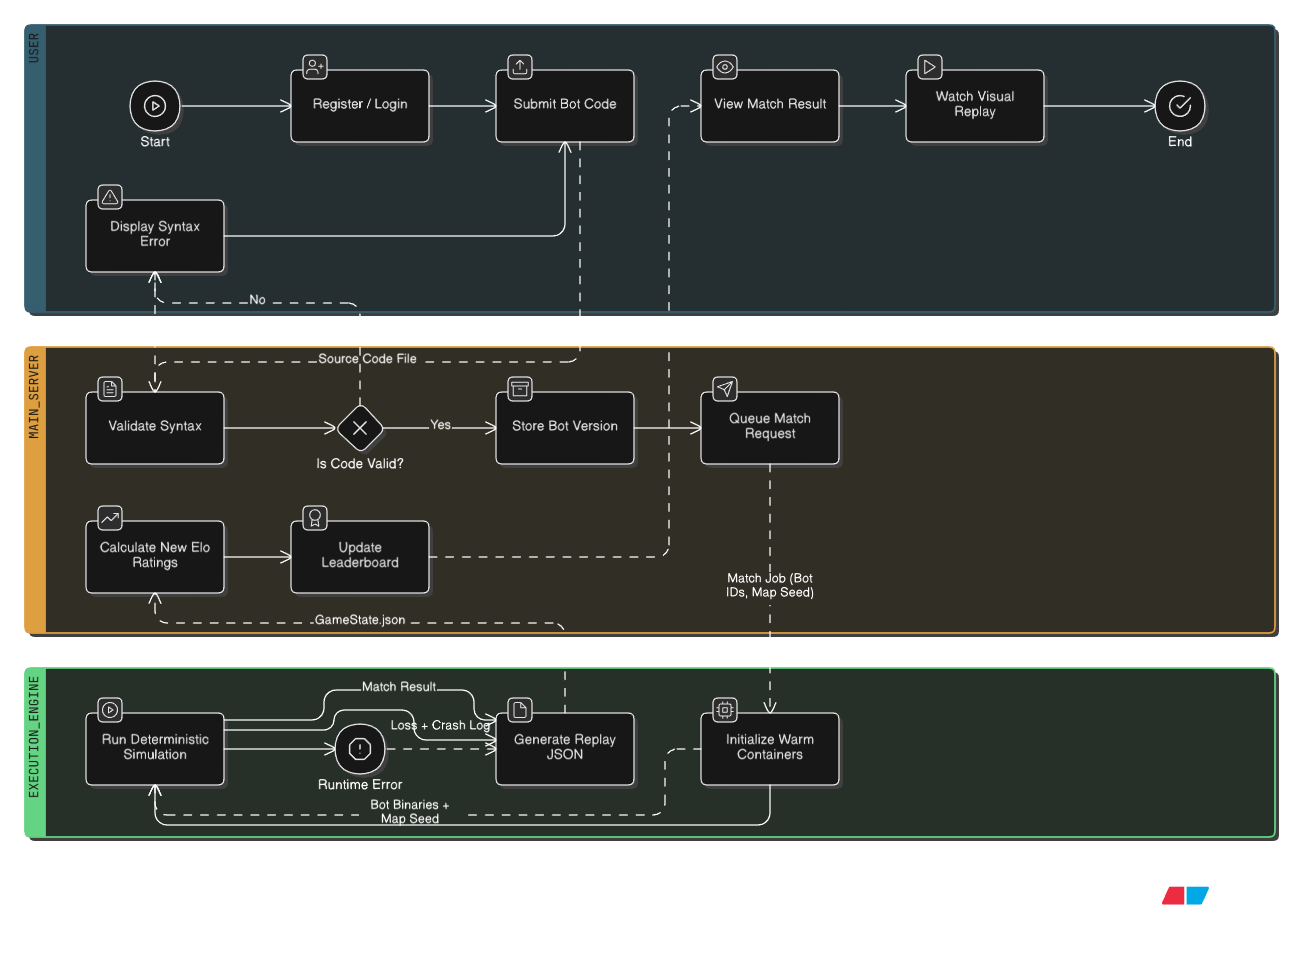 USER
Register / Login
Submit Bot Code
View Match Result
Watch Visual
Replay
Start
End
Display Syntax
Error
No
MAIN_SERVER
Source Code File
Validate Syntax
Yes
Store Bot Version
Queue Match
Request
Is Code Valid?
Calculate New Elo
Ratings
Update
Leaderboard
Match Job (Bot
IDs, Map Seed)
GameState.json
EXECUTION_ENGINE
Match Result
Loss + Crash Log
Run Deterministic
Simulation
Generate Replay
JSON
Initialize Warm
Containers
Runtime Error
Bot Binaries +
Map Seed